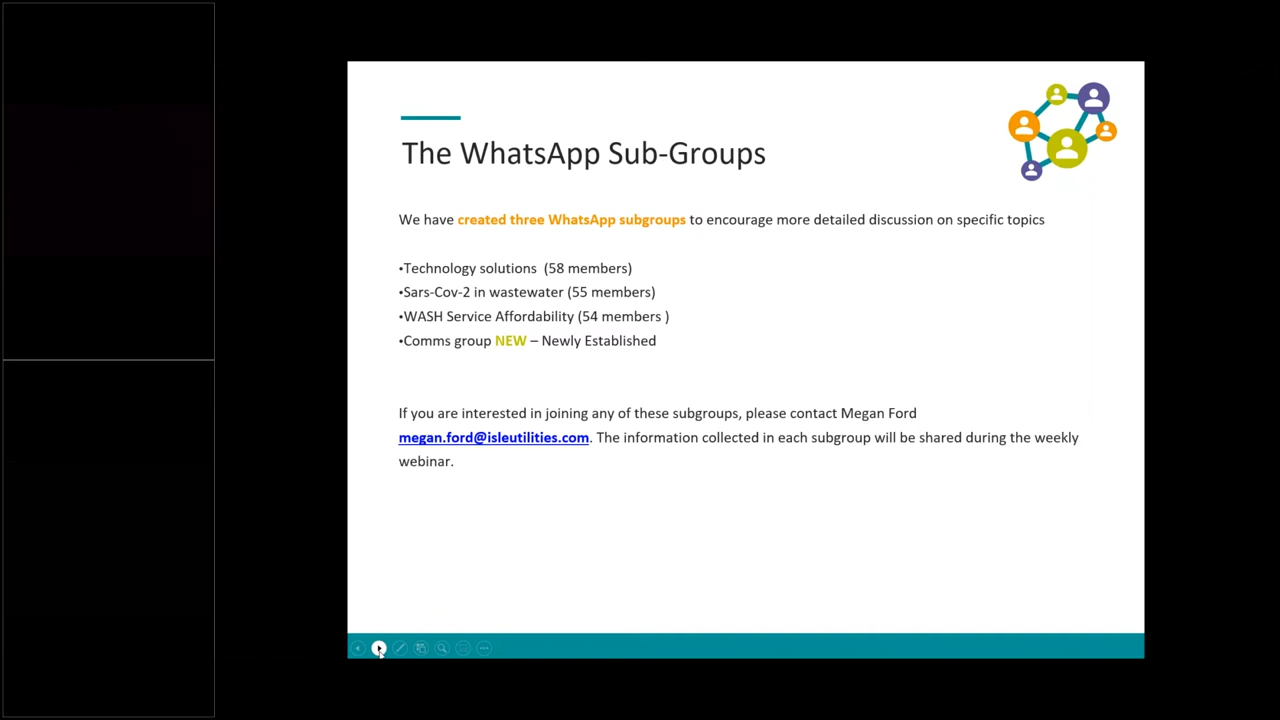 The WhatsApp Sub-Groups
We have created three WhatsApp subgroups to encourage more detailed discussion on specific topics
•Technology solutions  (58 members)
•Sars-Cov-2 in wastewater (55 members)
•WASH Service Affordability (54 members )
•Comms group NEW – Newly Established
If you are interested in joining any of these subgroups, please contact Megan Ford
megan.ford@isleutilities.com. The information collected in each subgroup will be shared during the weekly
webinar.